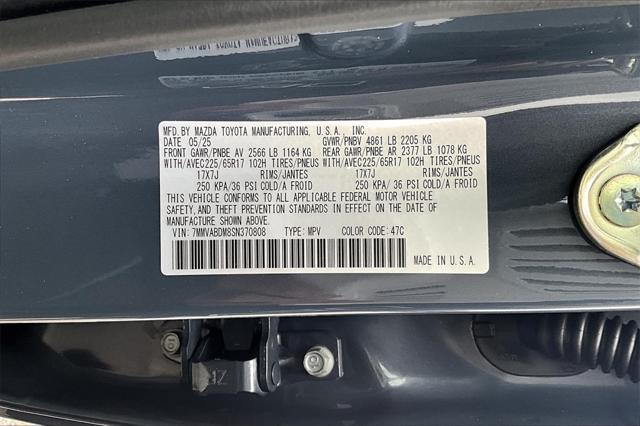 MFD. BY MAZDA TOYOTA MANUFACTURING, U.S.A., INC.
DATE 05/25 GVWR/PNBV 4861 LB 2205 KG
FRONT GAWR/PNBE AV 2566 LB 1164 KG REAR GAWR/PNBE AR 2377 LB 1078 KG
WITH/AVEC225/65R17 102H TIRES/PNEUS WITH/AVEC225/65R17 102H TIRES/PNEUS
17X7J RIMS/JANTES 17X7J RIMS/JANTES
250 KPA/36 PSI COLD/A FROID 250 KPA/ 36 PSI COLD/A FROID
THIS VEHICLE CONFORMS TO ALL APPLICABLE FEDERAL MOTOR VEHICLE
SAFETY, AND THEFT PREVENTION STANDARDS IN EFFECT ON THE DATE OF
MANUFACTURE SHOWN ABOVE.
VIN: 7MMVABDM8SN370808 TYPE: MPV COLOR CODE: 47C
MADE IN U.S.A.